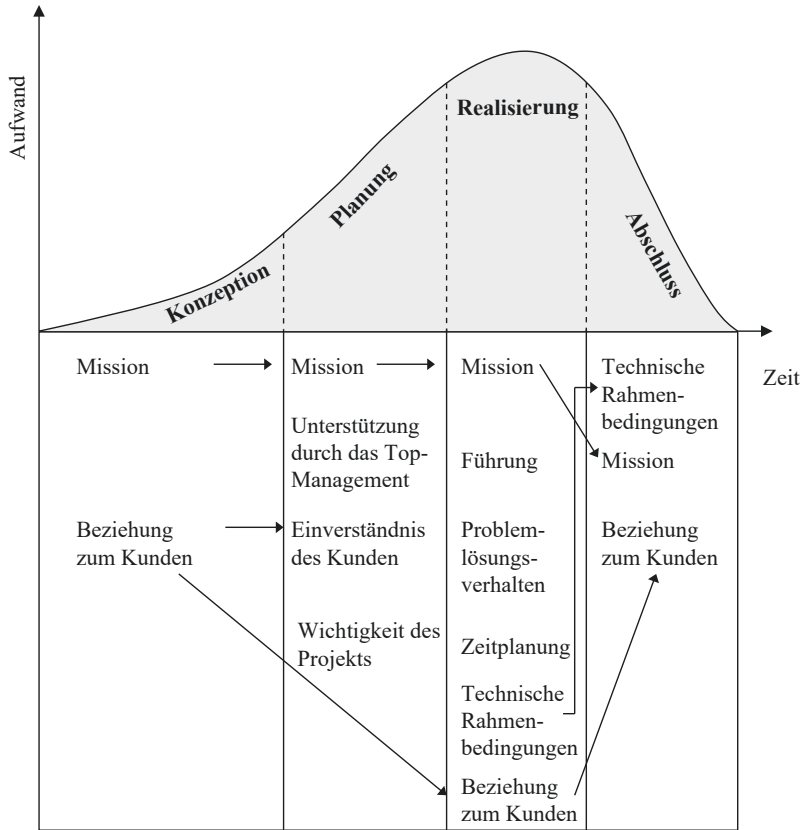 Aufwand
Konzeption
Planung
Realisierung
Abschluss
Zeit
Mission
Beziehung
zum Kunden
Mission
Unterstützung
durch das Top-
Management
Einverständnis
des Kunden
Wichtigkeit des
Projekts
Mission
Führung
Problem-
lösungs-
verhalten
Zeitplanung
Technische
Rahmen-
bedingungen
Beziehung
zum Kunden
Technische
Rahmen-
bedingungen
Mission
Beziehung
zum Kunden